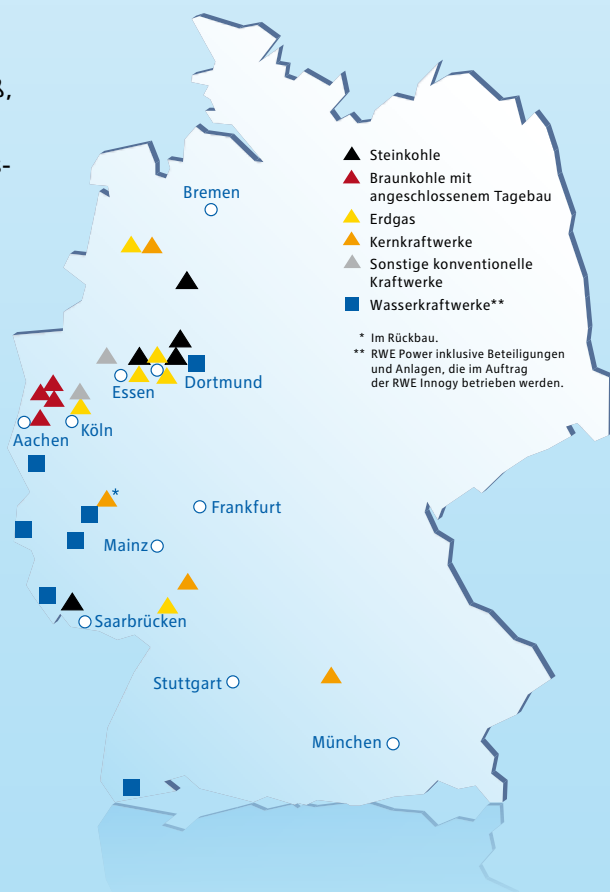 ß,
s-
Steinkohle
Braunkohle mit
angeschlossenem Tagebau
Erdgas
Kernkraftwerke
Sonstige konventionelle
Kraftwerke
Wasserkraftwerke**
* Im Rückbau.
** RWE Power inklusive Beteiligungen
und Anlagen, die im Auftrag
der RWE Innogy betrieben werden.
Bremen
Dortmund
Essen
Köln
Aachen
*
Frankfurt
Mainz
Saarbrücken
Stuttgart
München